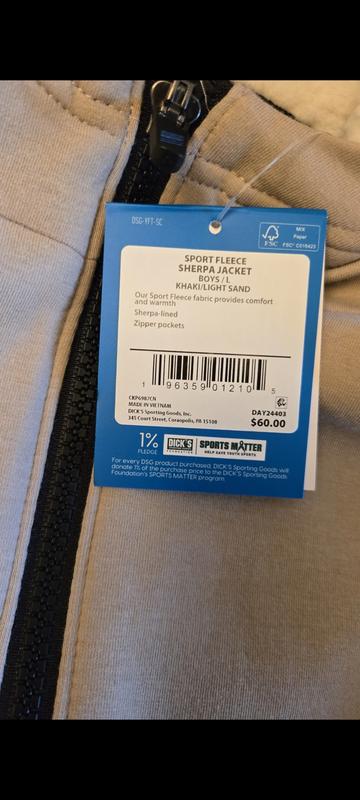 DSG-YFT-SC
MIX
Paper
FSC FSC® C015423
SPORT FLEECE
SHERPA JACKET
BOYS / L
KHAKI/LIGHT SAND
Our Sport Fleece fabric provides comfort
and warmth
Sherpa-lined
Zipper pockets
1 96359 01210 5
CKP6987CN
MADE IN VIETNAM
DICK'S Sporting Goods, Inc.
345 Court Street, Coraopolis, PA 15108
DAY24403
$60.00
1%
PLEDGE
DICK'S
FOUNDATION
SPORTS MATTER
HELP SAVE YOUTH SPORTS
For every DSG product purchased, DICK'S Sporting Goods will
donate 1% of the purchase price to the DICK'S Sporting Goods
Foundation's SPORTS MATTER program.